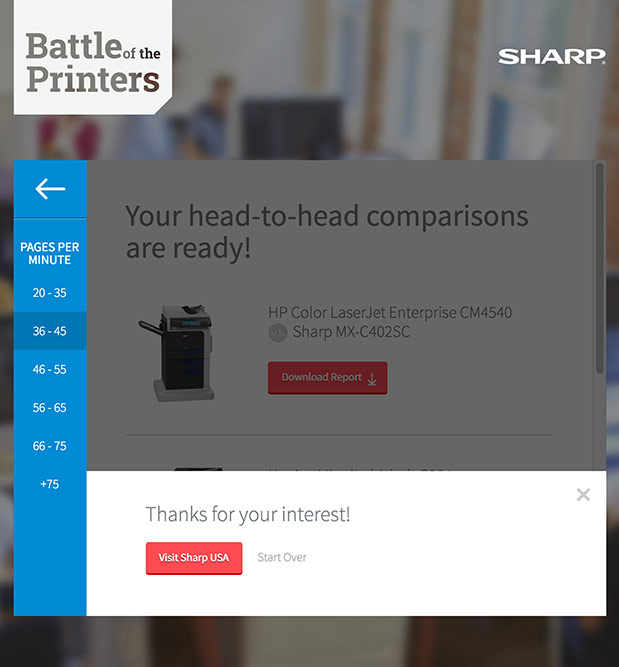 Battle of the
Printers
SHARP
PAGES PER
MINUTE
20 - 35
36 - 45
46 - 55
56 - 65
66 - 75
+75
Your head-to-head comparisons
are ready!
HP Color LaserJet Enterprise CM4540
Sharp MX-C402SC
Download Report
Thanks for your interest!
Visit Sharp USA
Start Over